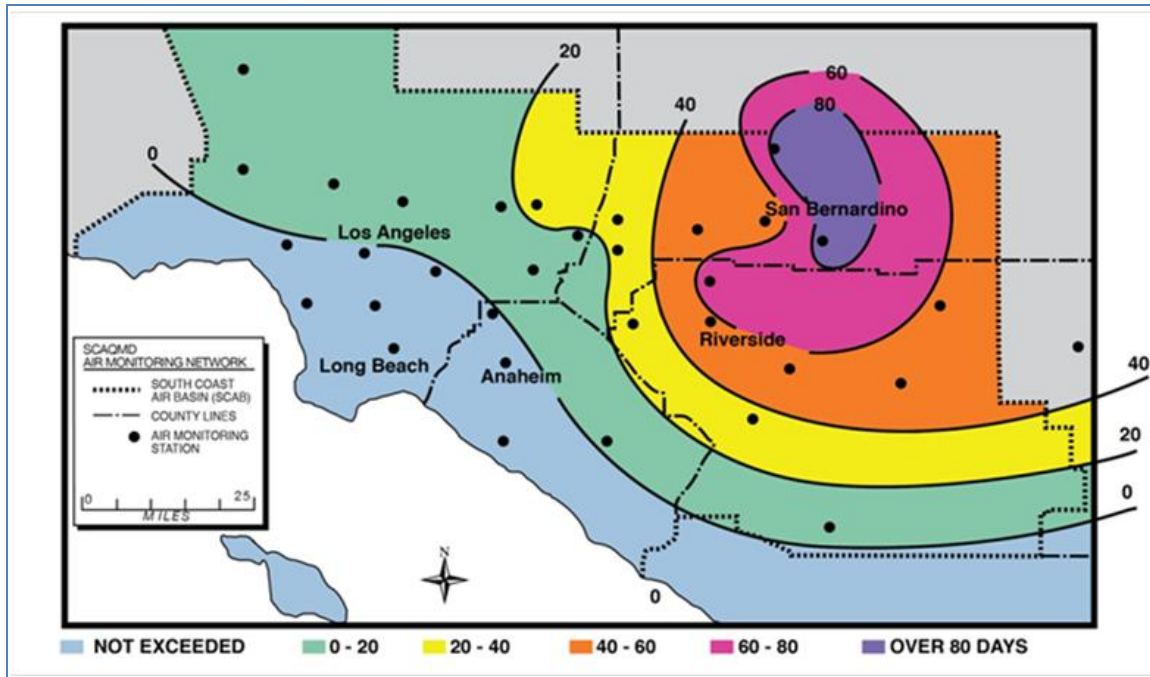 20
60
40
80
0
San Bernardino
Los Angeles
SCAQMD
AIR MONITORING NETWORK
SOUTH COAST
AIR BASIN (SCAB)
COUNTY LINES
AIR MONITORING
STATION
0 25
MILES
Long Beach
Anaheim
Riverside
40
20
0
N
0
NOT EXCEEDED 0 - 20 20 - 40 40 - 60 60 - 80 OVER 80 DAYS